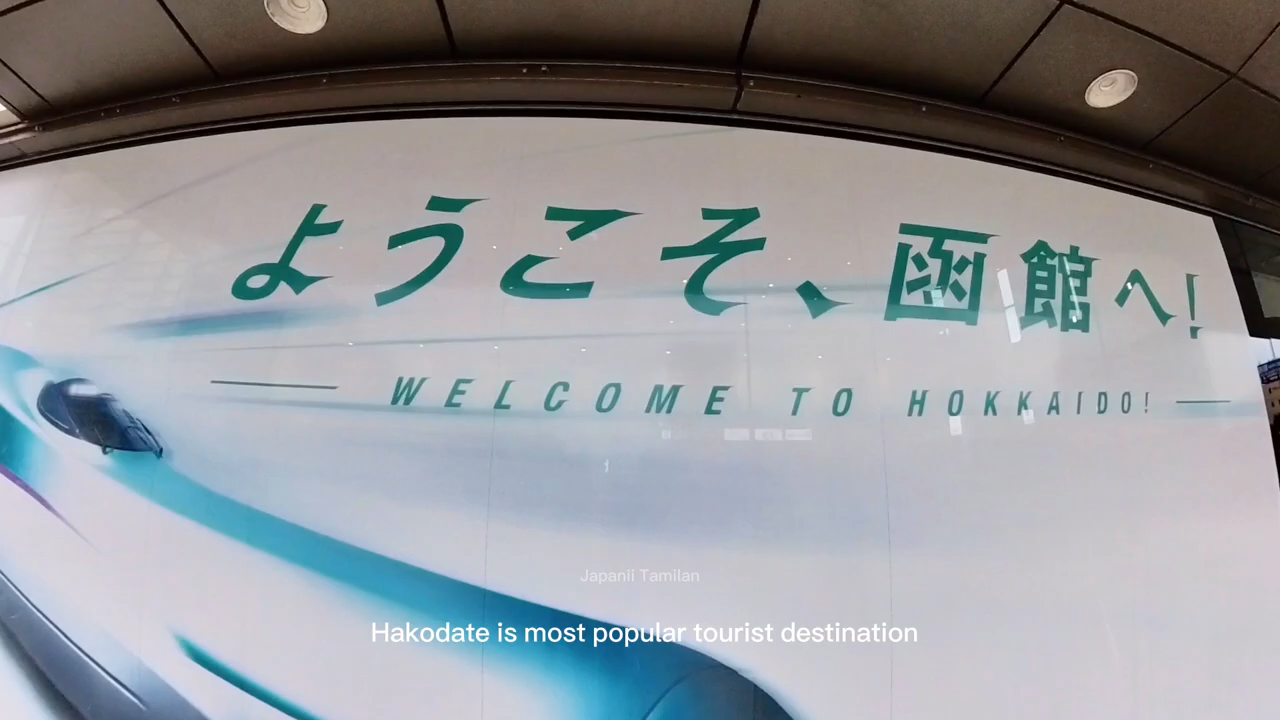 ようこそ、函館へ!
WELCOME TO HOKKAIDO!
Japanii Tamilan
Hakodate is most popular tourist destination